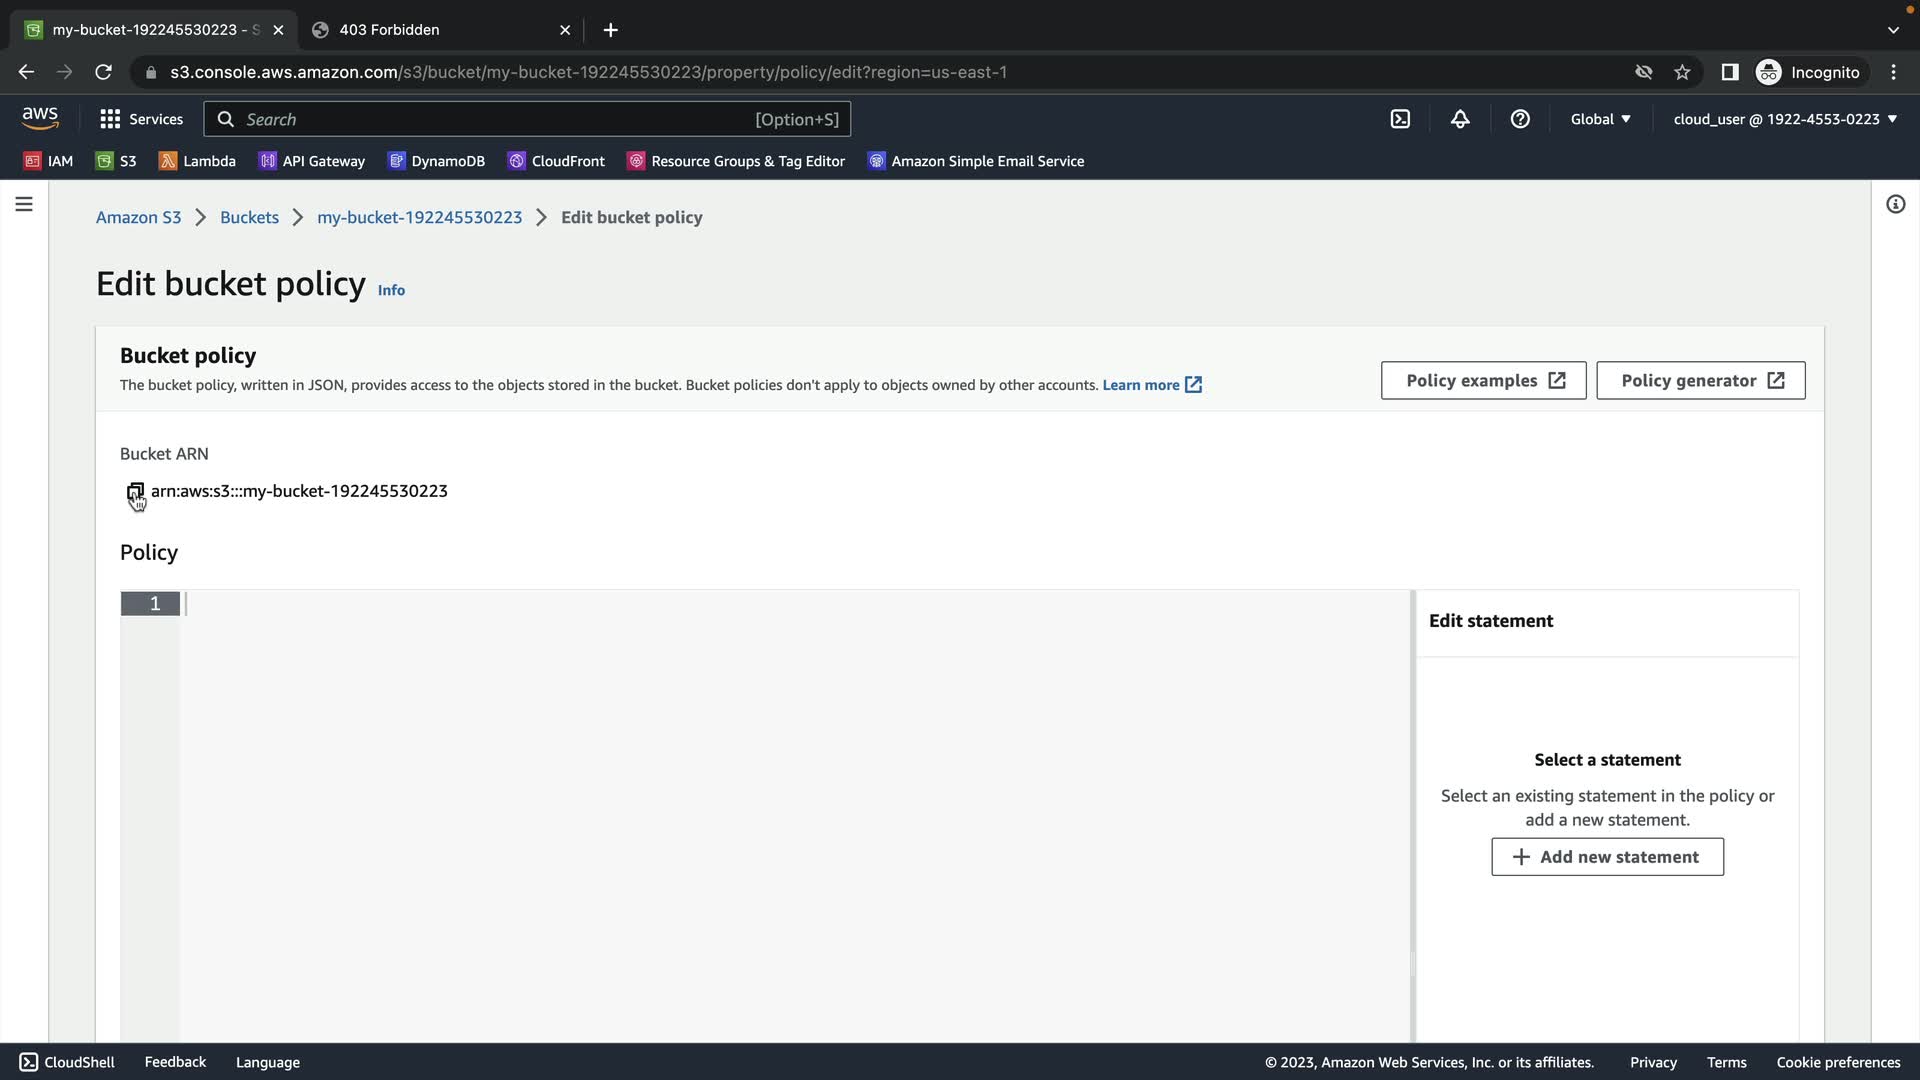 my-bucket-192245530223 - S
403 Forbidden
s3.console.aws.amazon.com/s3/bucket/my-bucket-192245530223/property/policy/edit?region=us-east-1
Incognito
aws
Services
Search
[Option+S]
Global
cloud_user @ 1922-4553-0223
IAM
S3
Lambda
API Gateway
DynamoDB
CloudFront
Resource Groups & Tag Editor
Amazon Simple Email Service
Amazon S3
Buckets
my-bucket-192245530223
Edit bucket policy
Edit bucket policy
Info
Bucket policy
The bucket policy, written in JSON, provides access to the objects stored in the bucket. Bucket policies don't apply to objects owned by other accounts. Learn more
Policy examples
Policy generator
Bucket ARN
arn:aws:s3:::my-bucket-192245530223
Policy
1
Edit statement
Select a statement
Select an existing statement in the policy or
add a new statement.
Add new statement
CloudShell
Feedback
Language
© 2023, Amazon Web Services, Inc. or its affiliates.
Privacy
Terms
Cookie preferences